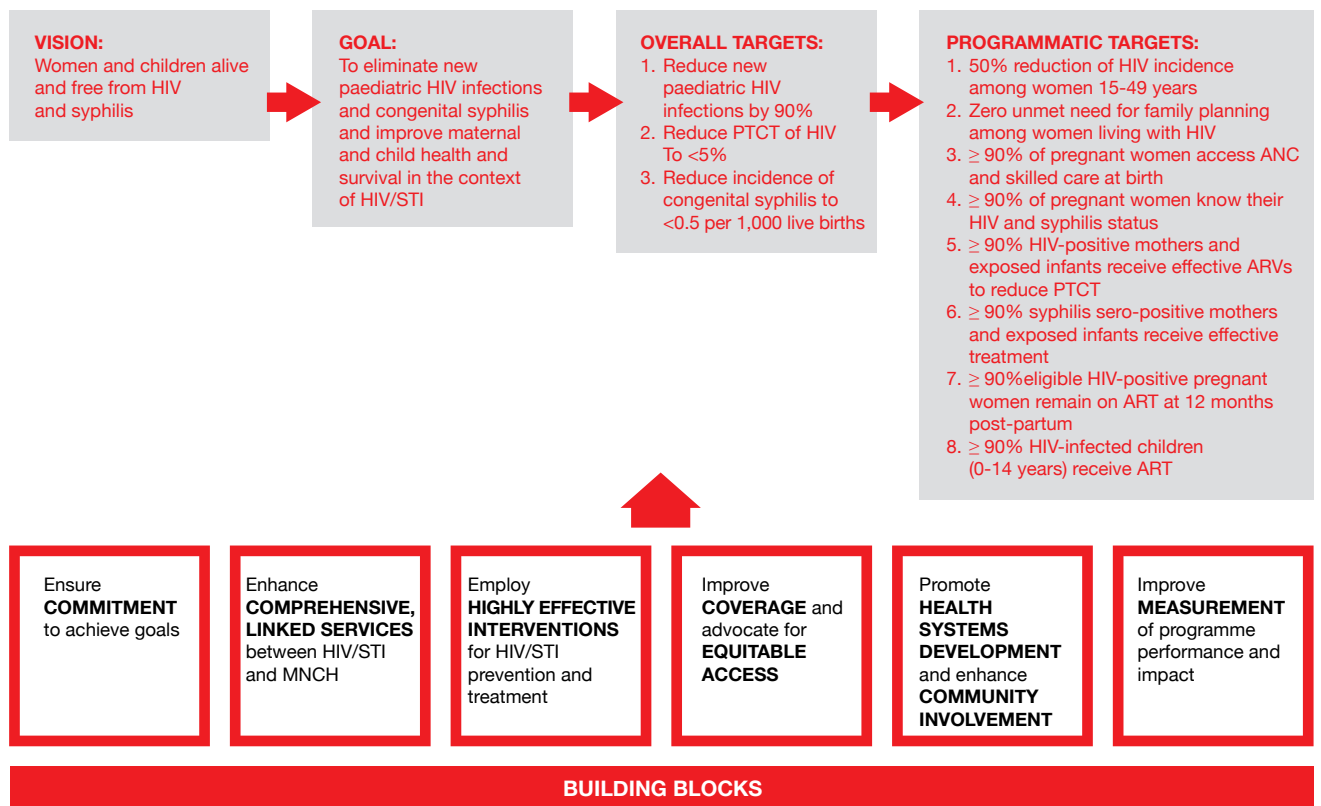 VISION:
Women and children alive
and free from HIV
and syphilis
GOAL:
To eliminate new
paediatric HIV infections
and congenital syphilis
and improve maternal
and child health and
survival in the context
of HIV/STI
OVERALL TARGETS:
1. Reduce new
paediatric HIV
infections by 90%
2. Reduce PTCT of HIV
To <5%
3. Reduce incidence of
congenital syphilis to
<0.5 per 1,000 live births
PROGRAMMATIC TARGETS:
1. 50% reduction of HIV incidence
among women 15-49 years
2. Zero unmet need for family planning
among women living with HIV
3. ≥ 90% of pregnant women access ANC
and skilled care at birth
4. ≥ 90% of pregnant women know their
HIV and syphilis status
5. ≥ 90% HIV-positive mothers and
exposed infants receive effective ARVs
to reduce PTCT
6. ≥ 90% syphilis sero-positive mothers
and exposed infants receive effective
treatment
7. ≥ 90%eligible HIV-positive pregnant
women remain on ART at 12 months
post-partum
8. ≥ 90% HIV-infected children
(0-14 years) receive ART
Ensure
COMMITMENT
to achieve goals
Enhance
COMPREHENSIVE,
LINKED SERVICES
between HIV/STI
and MNCH
Employ
HIGHLY EFFECTIVE
INTERVENTIONS
for HIV/STI
prevention and
treatment
Improve
COVERAGE and
advocate for
EQUITABLE
ACCESS
Promote
HEALTH
SYSTEMS
DEVELOPMENT
and enhance
COMMUNITY
INVOLVEMENT
Improve
MEASUREMENT
of programme
performance and
impact
BUILDING BLOCKS